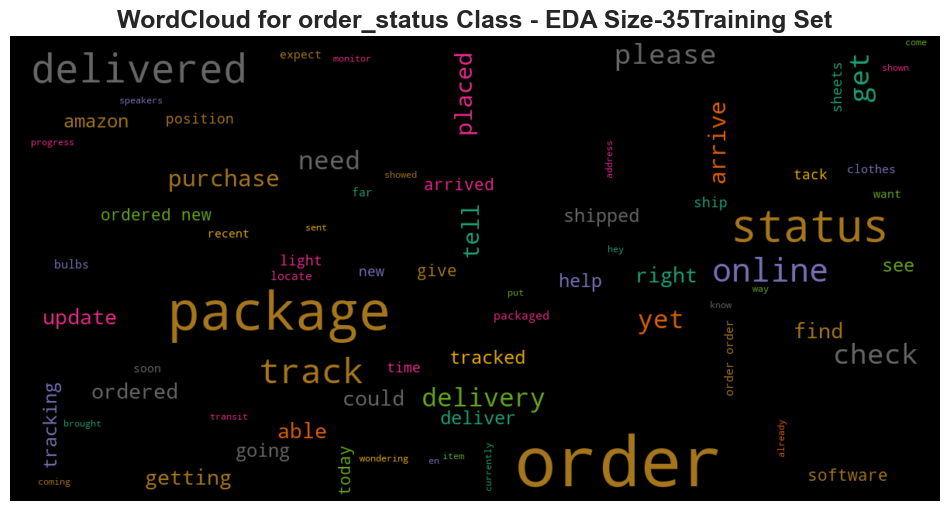 WordCloud for order_status Class - EDA Size-35Training Set
come
delivered
expect
monitor
placed
please
get
shown
sheets
speakers
amazon
position
arrive
progress
need
address
tack
clothes
purchase
showed
arrived
far
want
ship
ordered new
tell
shipped
status
recent
sent
hey
bulbs
light
locate
new
give
help
right
online
see
way
put
package
know
update
packaged
yet
find
order order
tracked
check
soon
track
time
ordered
could
delivery
tracking
brought
transit
deliver
able
already
going
today
wondering
en
item
currently
order
coming
getting
software